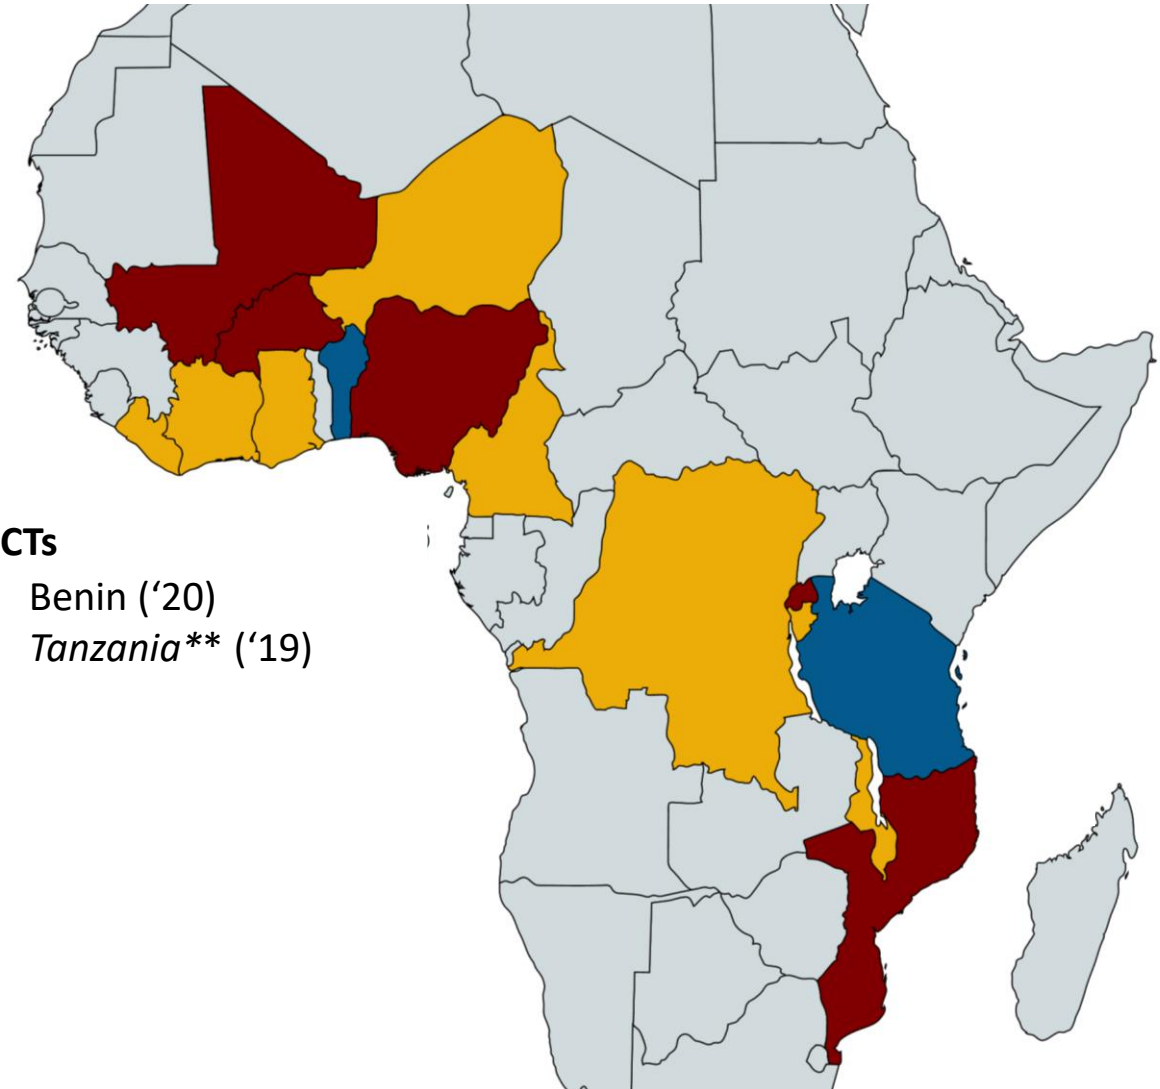 CTs
Benin (‘20)
Tanzania** (‘19)